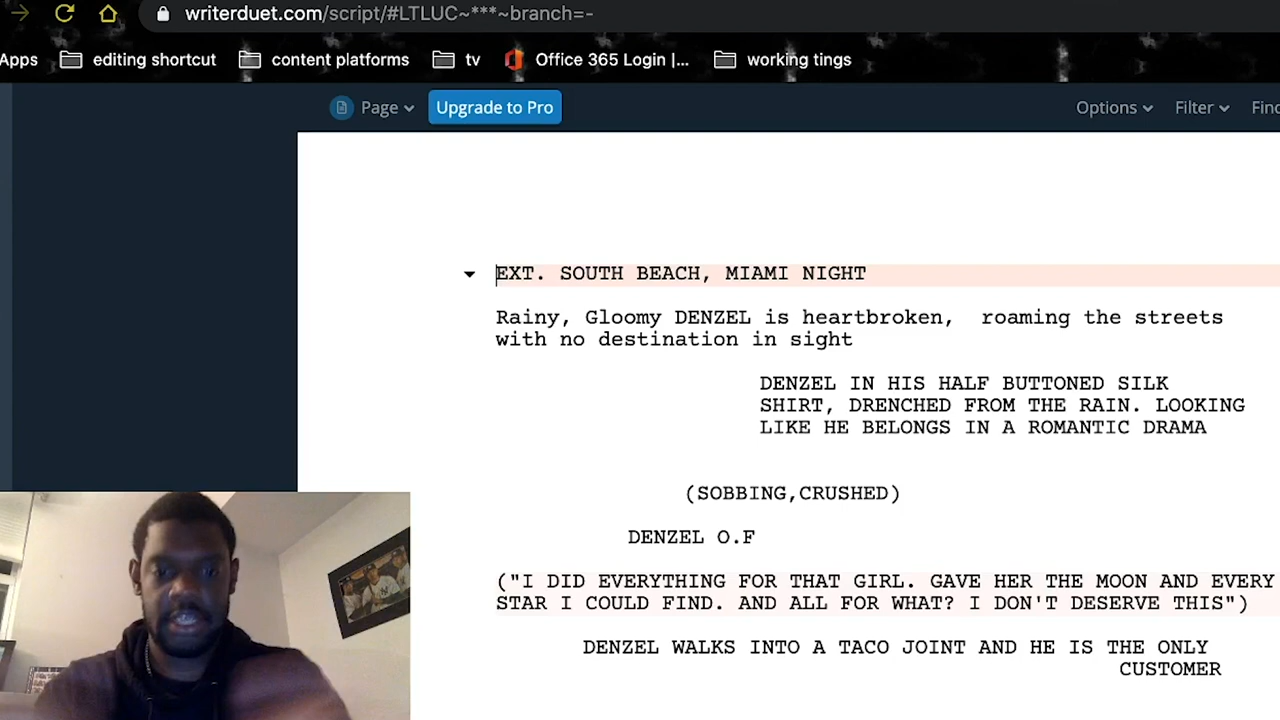 writerduet.com/script/#LTLUC~***~branch=-
Apps editing shortcut content platforms tv Office 365 Login |... working tings
Page Upgrade to Pro Options Filter Find
EXT. SOUTH BEACH, MIAMI NIGHT
Rainy, Gloomy DENZEL is heartbroken, roaming the streets
with no destination in sight
DENZEL IN HIS HALF BUTTONED SILK
SHIRT, DRENCHED FROM THE RAIN. LOOKING
LIKE HE BELONGS IN A ROMANTIC DRAMA
(SOBBING,CRUSHED)
DENZEL O.F
("I DID EVERYTHING FOR THAT GIRL. GAVE HER THE MOON AND EVERY
STAR I COULD FIND. AND ALL FOR WHAT? I DON'T DESERVE THIS")
DENZEL WALKS INTO A TACO JOINT AND HE IS THE ONLY
CUSTOMER